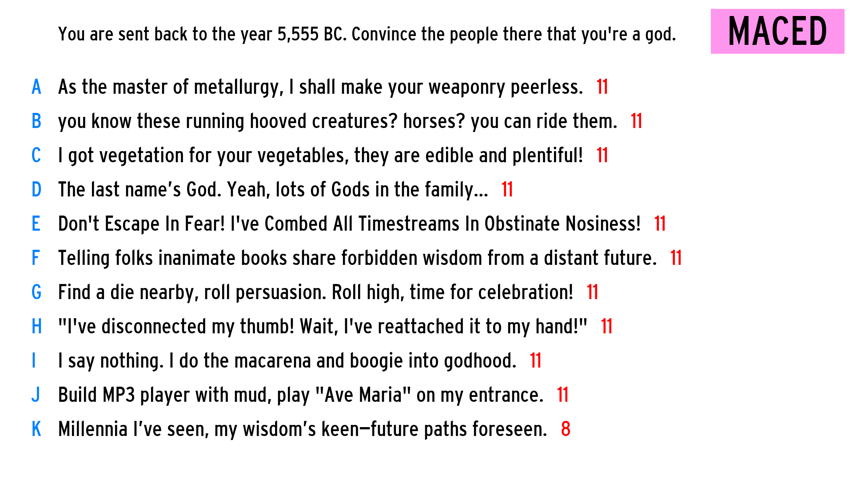 You are sent back to the year 5,555 BC. Convince the people there that you're a god.
MACED
A As the master of metallurgy, I shall make your weaponry peerless. 11
B you know these running hooved creatures? horses? you can ride them. 11
C I got vegetation for your vegetables, they are edible and plentiful! 11
D The last name’s God. Yeah, lots of Gods in the family... 11
E Don't Escape In Fear! I've Combed All Timestreams In Obstinate Nosiness! 11
F Telling folks inanimate books share forbidden wisdom from a distant future. 11
G Find a die nearby, roll persuasion. Roll high, time for celebration! 11
H "I've disconnected my thumb! Wait, I've reattached it to my hand!" 11
I I say nothing. I do the macarena and boogie into godhood. 11
J Build MP3 player with mud, play "Ave Maria" on my entrance. 11
K Millennia I’ve seen, my wisdom’s keen—future paths foreseen. 8